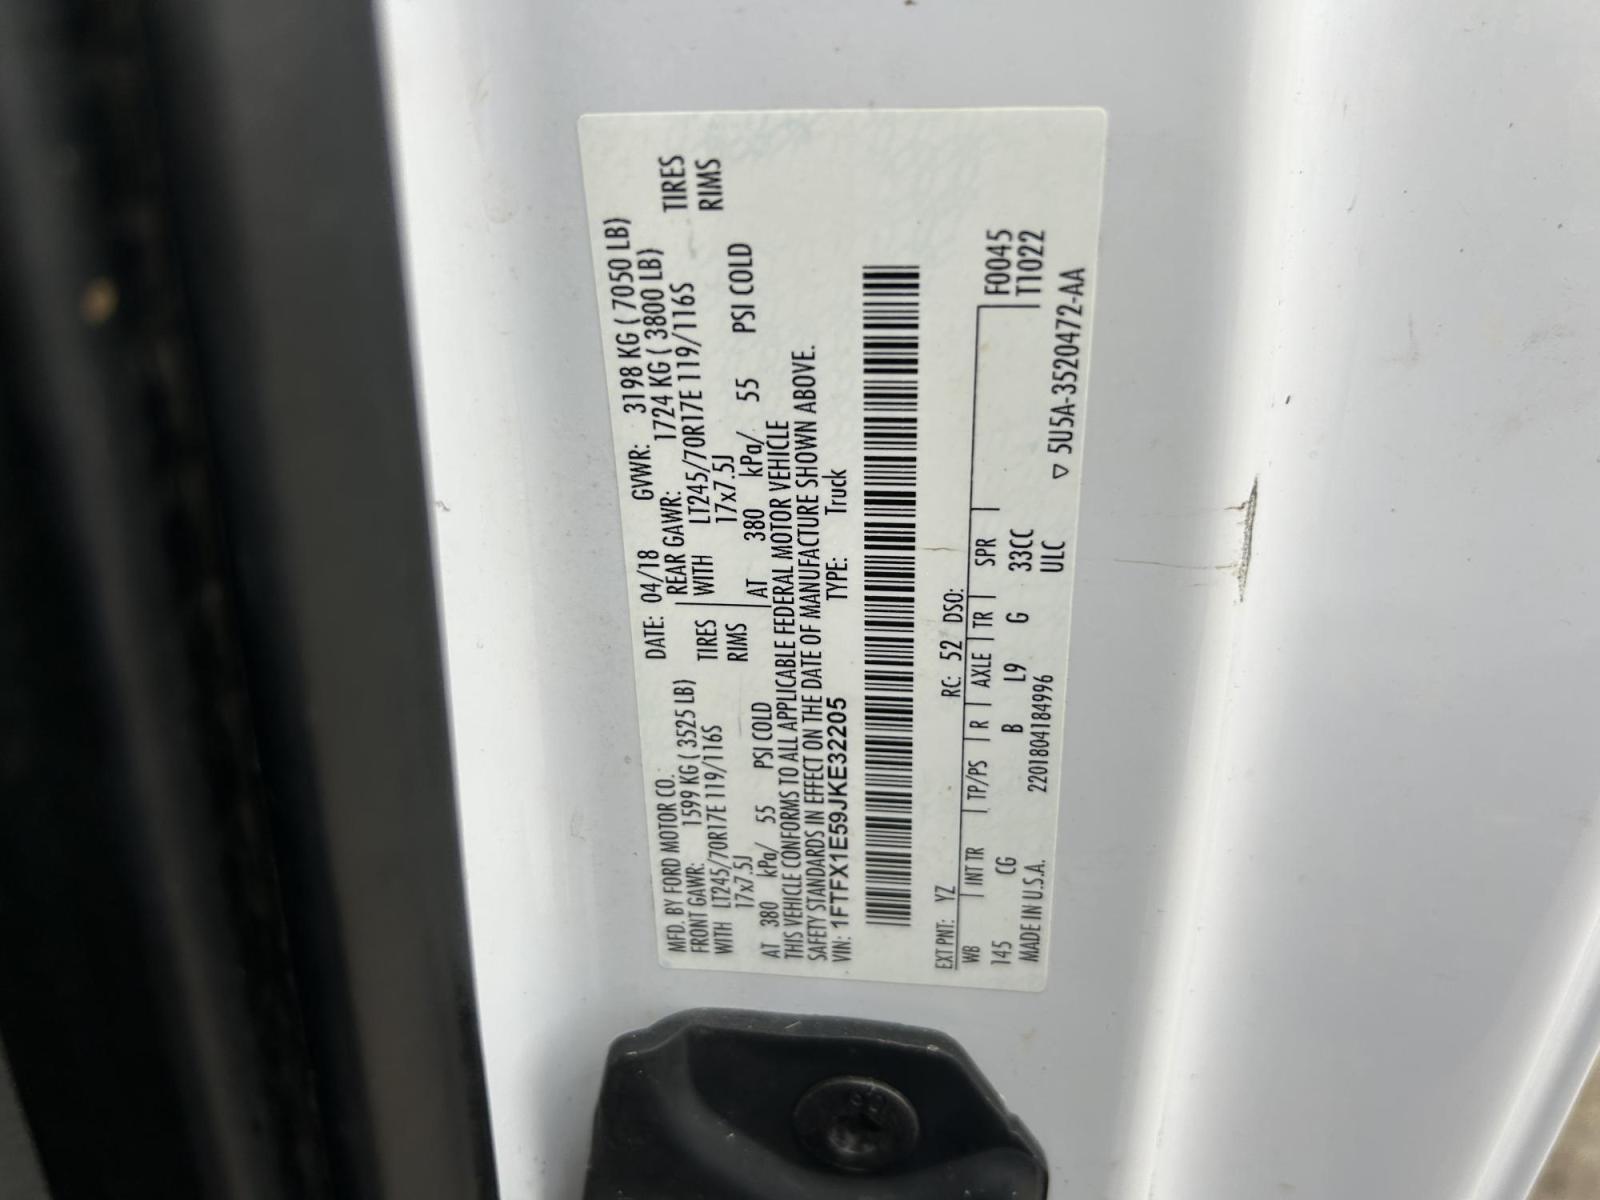 MFD. BY FORD MOTOR CO.
DATE: 04/18 GVWR: 3198 KG ( 7050 LB)
FRONT GAWR: 1599 KG ( 3525 LB)
REAR GAWR: 1724 KG ( 3800 LB)
WITH LT245/70R17E 119/116S TIRES
WITH LT245/70R17E 119/116S TIRES
17x7.5J RIMS
17x7.5J RIMS
AT 380 kPa/ 55 PSI COLD
AT 380 kPa/ 55 PSI COLD
THIS VEHICLE CONFORMS TO ALL APPLICABLE FEDERAL MOTOR VEHICLE
SAFETY STANDARDS IN EFFECT ON THE DATE OF MANUFACTURE SHOWN ABOVE.
VIN: 1FTFX1E59JKE32205 TYPE: Truck
EXT PNT: YZ RC: 52 DSO:
WB INT TR TP/PS R AXLE TR SPR F0045
145 CG B L9 G 33CC T1022
MADE IN U.S.A. 2201804184996 ULC
▽ 5U5A-3520472-AA